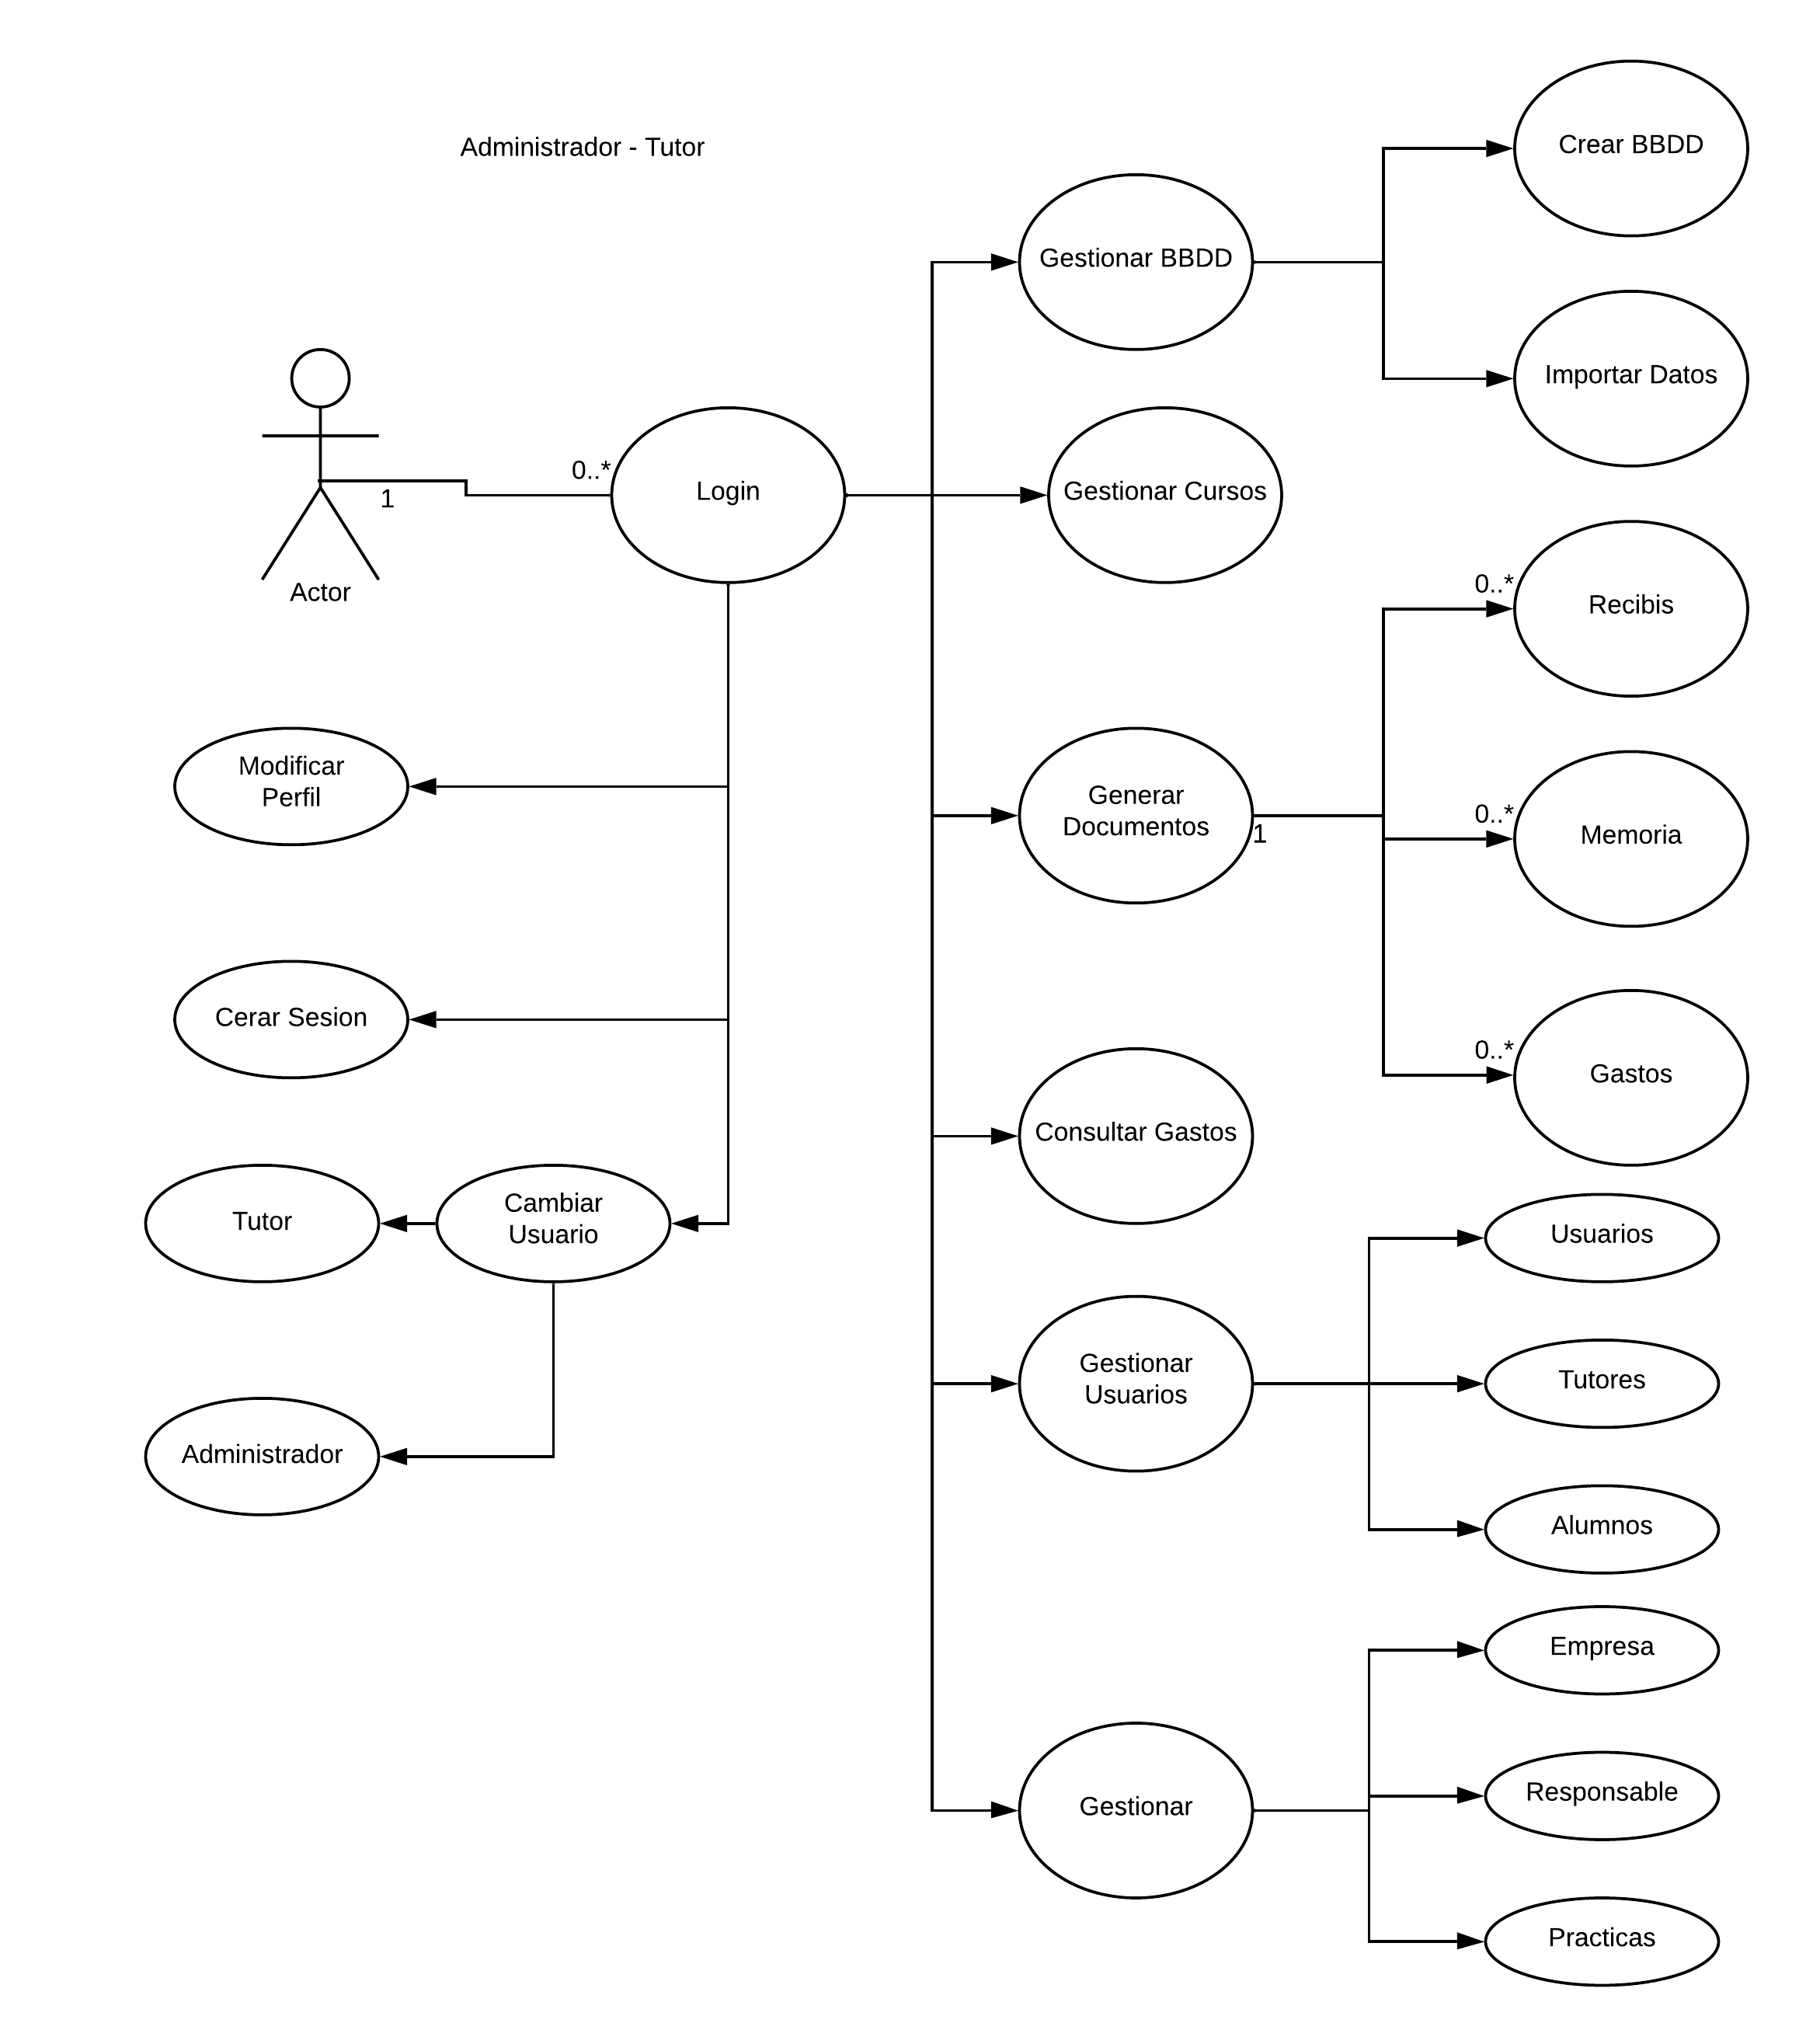 Administrador - Tutor
Crear BBDD
Gestionar BBDD
Importar Datos
0..*
Login
Gestionar Cursos
1
Actor
0..*
Recibis
Modificar
Perfil
Generar
Documentos
1
0..*
Memoria
Cerar Sesion
0..*
Gastos
Consultar Gastos
Tutor
Cambiar
Usuario
Usuarios
Gestionar
Usuarios
Tutores
Administrador
Alumnos
Empresa
Gestionar
Responsable
Practicas